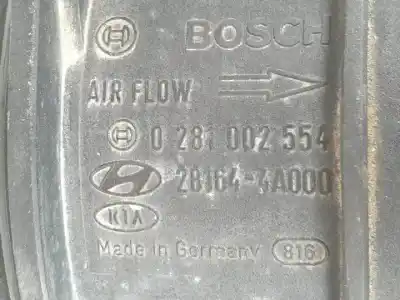 BOSCH
AIR FLOW
0 281 002 554
28164-4A000
KIA
Made in Germany 816